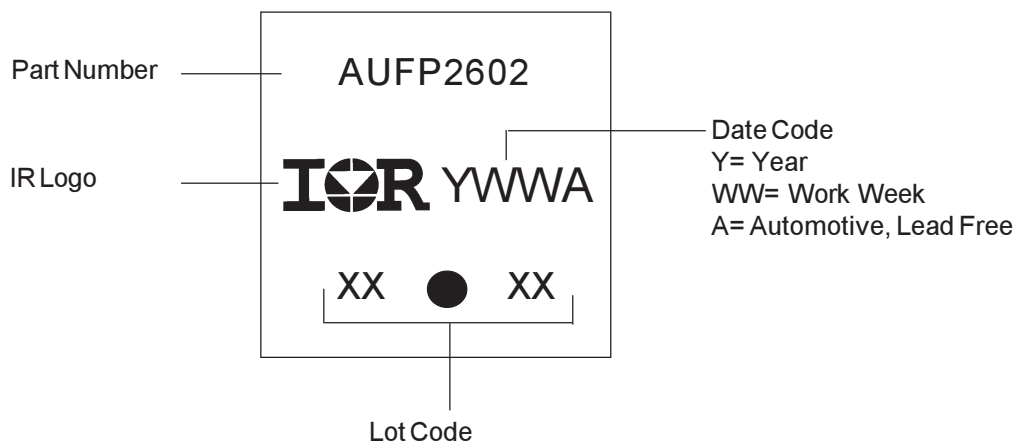 Part Number
AUFP2602
IR Logo
IOR YWWA
Date Code
Y= Year
WW= Work Week
A= Automotive, Lead Free
XX XX
Lot Code